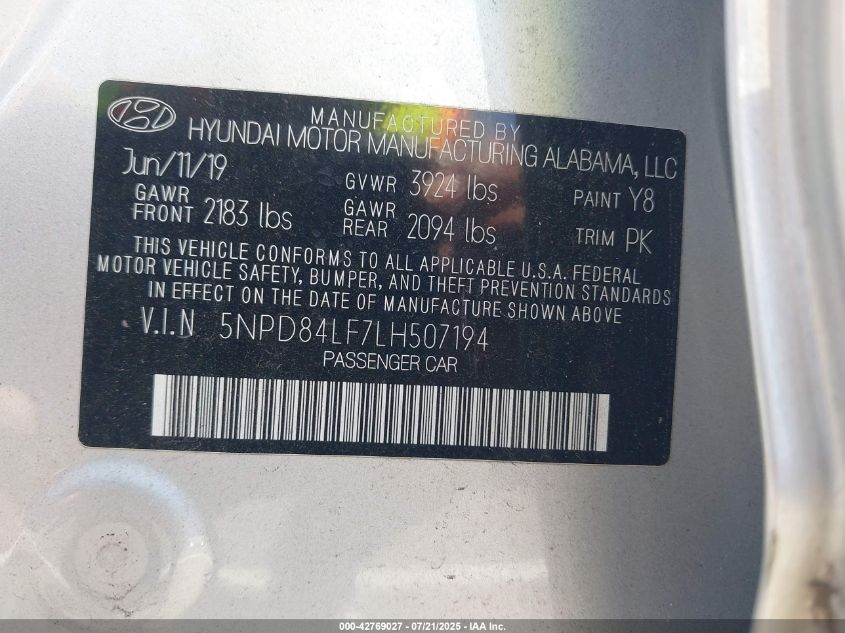 MANUFACTURED BY
HYUNDAI MOTOR MANUFACTURING ALABAMA, LLC
Jun/11/19 GVWR 3924 lbs PAINT Y8
GAWR FRONT 2183 lbs GAWR REAR 2094 lbs TRIM PK
THIS VEHICLE CONFORMS TO ALL APPLICABLE U.S.A. FEDERAL
MOTOR VEHICLE SAFETY, BUMPER, AND THEFT PREVENTION STANDARDS
IN EFFECT ON THE DATE OF MANUFACTURE SHOWN ABOVE
V.I.N 5NPD84LF7LH507194
PASSENGER CAR
000-42769027 - 07/21/2025 - IAA Inc.